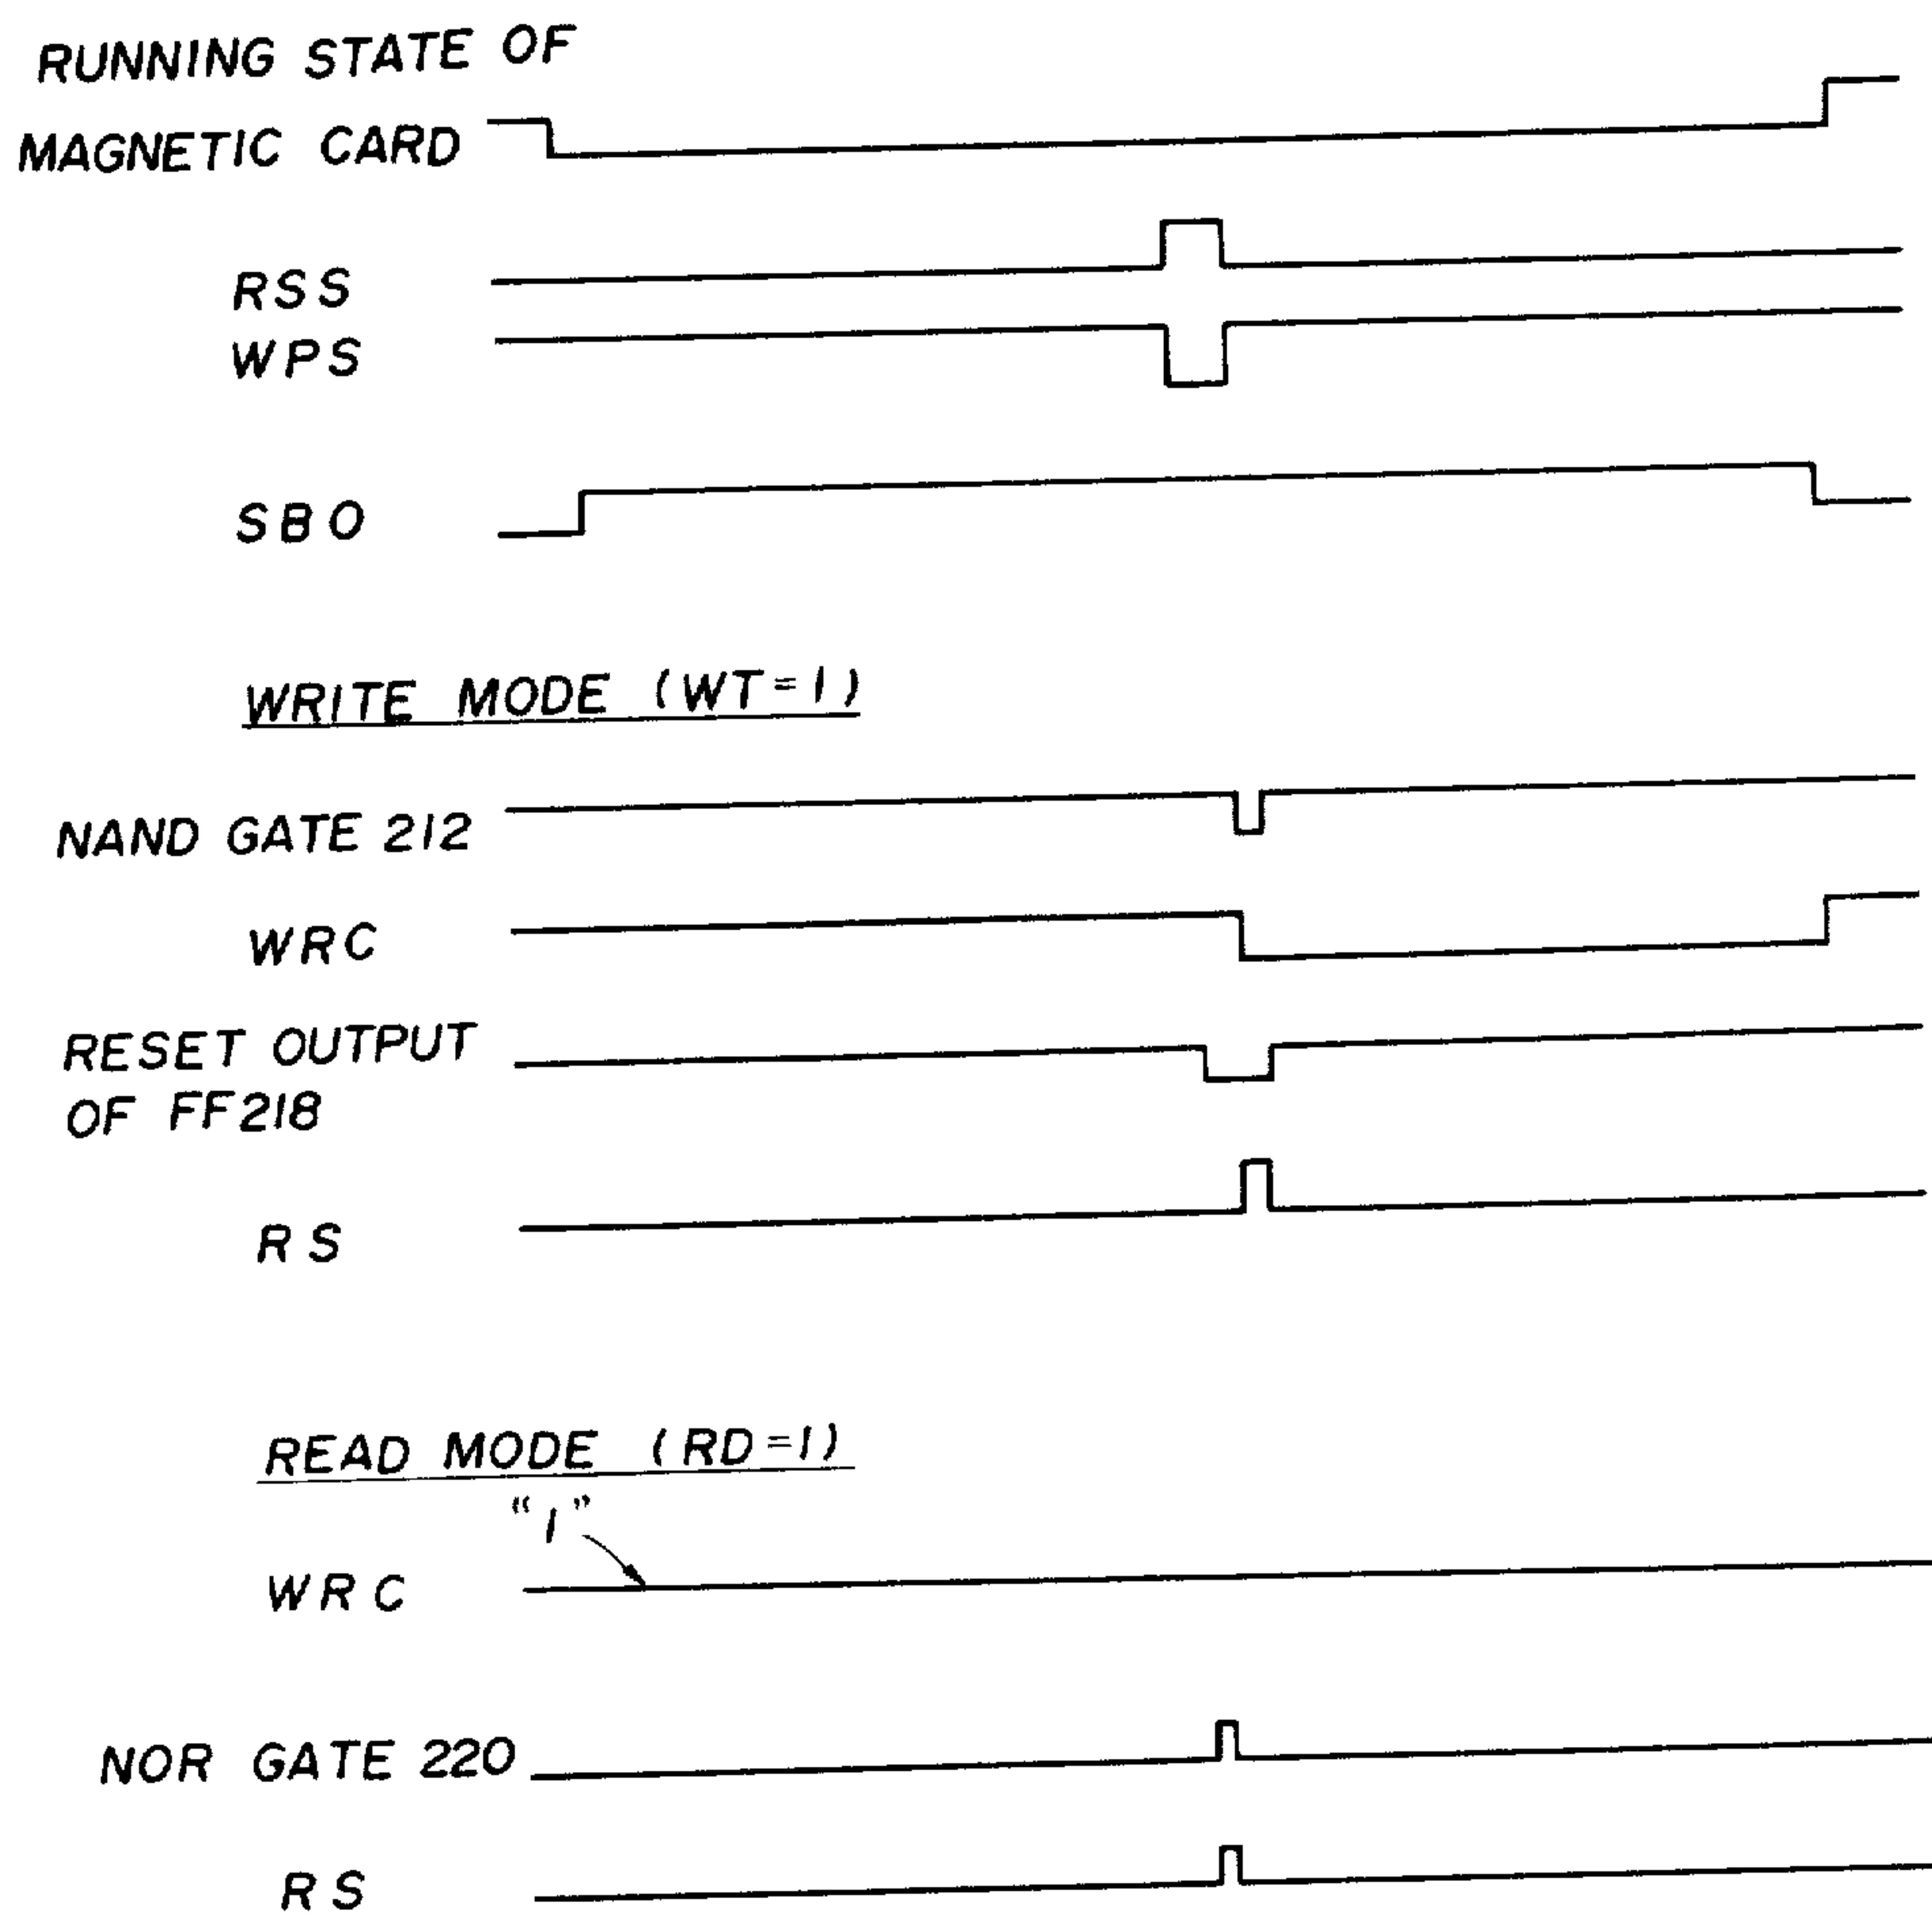 RUNNING STATE OF
MAGNETIC CARD
RSS
WPS
SBO
WRITE MODE (WT=1)
NAND GATE 212
WRC
RESET OUTPUT
OF FF218
RS
READ MODE (RD=1)
"1"
WRC
NOR GATE 220
RS